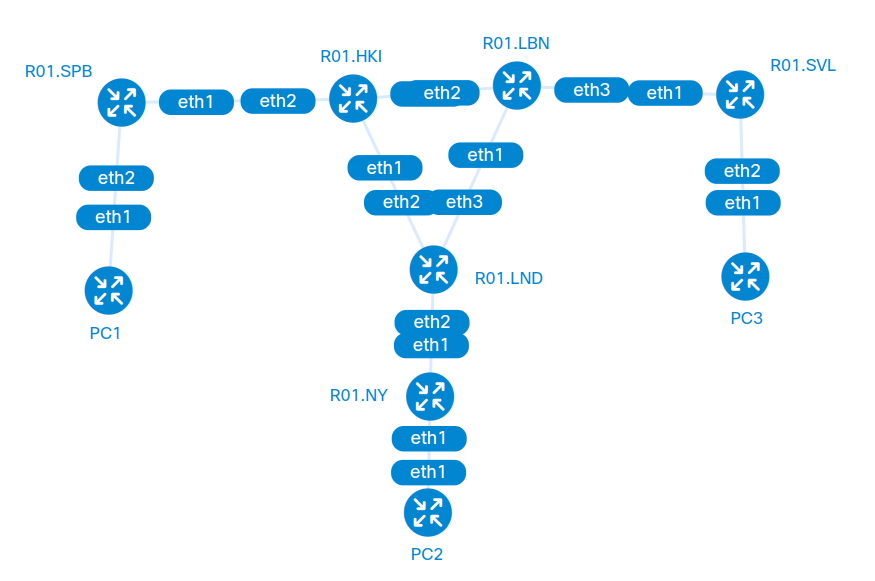 R01.LBN
R01.HKI
R01.SPB
R01.SVL
eth1
eth2
eth2
eth3
eth1
eth1
eth1
eth2
eth2
eth1
eth2
eth3
eth1
R01.LND
PC1
PC3
eth2
eth1
R01.NY
eth1
eth1
PC2